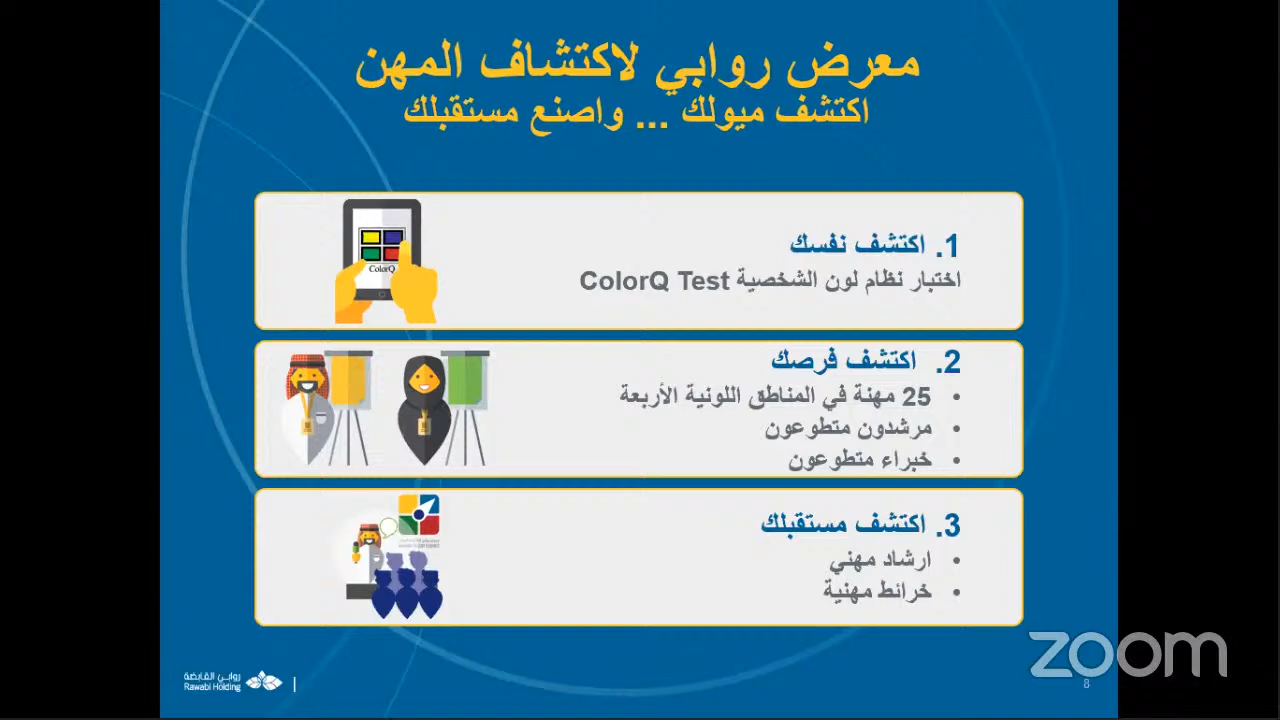 معرض روابي لاكتشاف المهن
اكتشف ميولك ... واصنع مستقبلك
1. اكتشف نفسك
اختبار نظام لون الشخصية ColorQ Test
ColorQ
2. اكتشف فرصك
• 25 مهنة في المناطق اللونية الأربعة
• مرشدون متطوعون
• خبراء متطوعون
3. اكتشف مستقبلك
• ارشاد مهني
• خرائط مهنية
zoom
روابي القابضة
Rawabi Holding
8